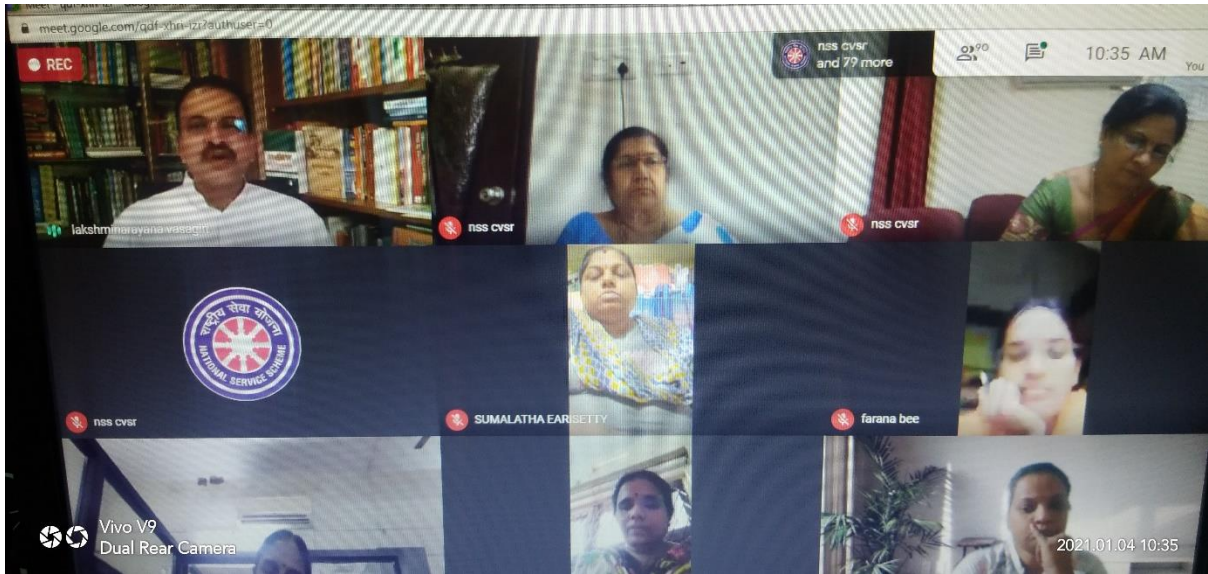 meet.google.com/qdf-xhn-izr?authuser=0
REC
nss cvsr
and 79 more
90
10:35 AM
You
lakshminarayana vasagiri
nss cvsr
nss cvsr
राष्ट्रीय सेवा योजना
NATIONAL SERVICE SCHEME
nss cvsr
SUMALATHA EARISETTY
farana bee
Vivo V9
Dual Rear Camera
2021.01.04 10:35